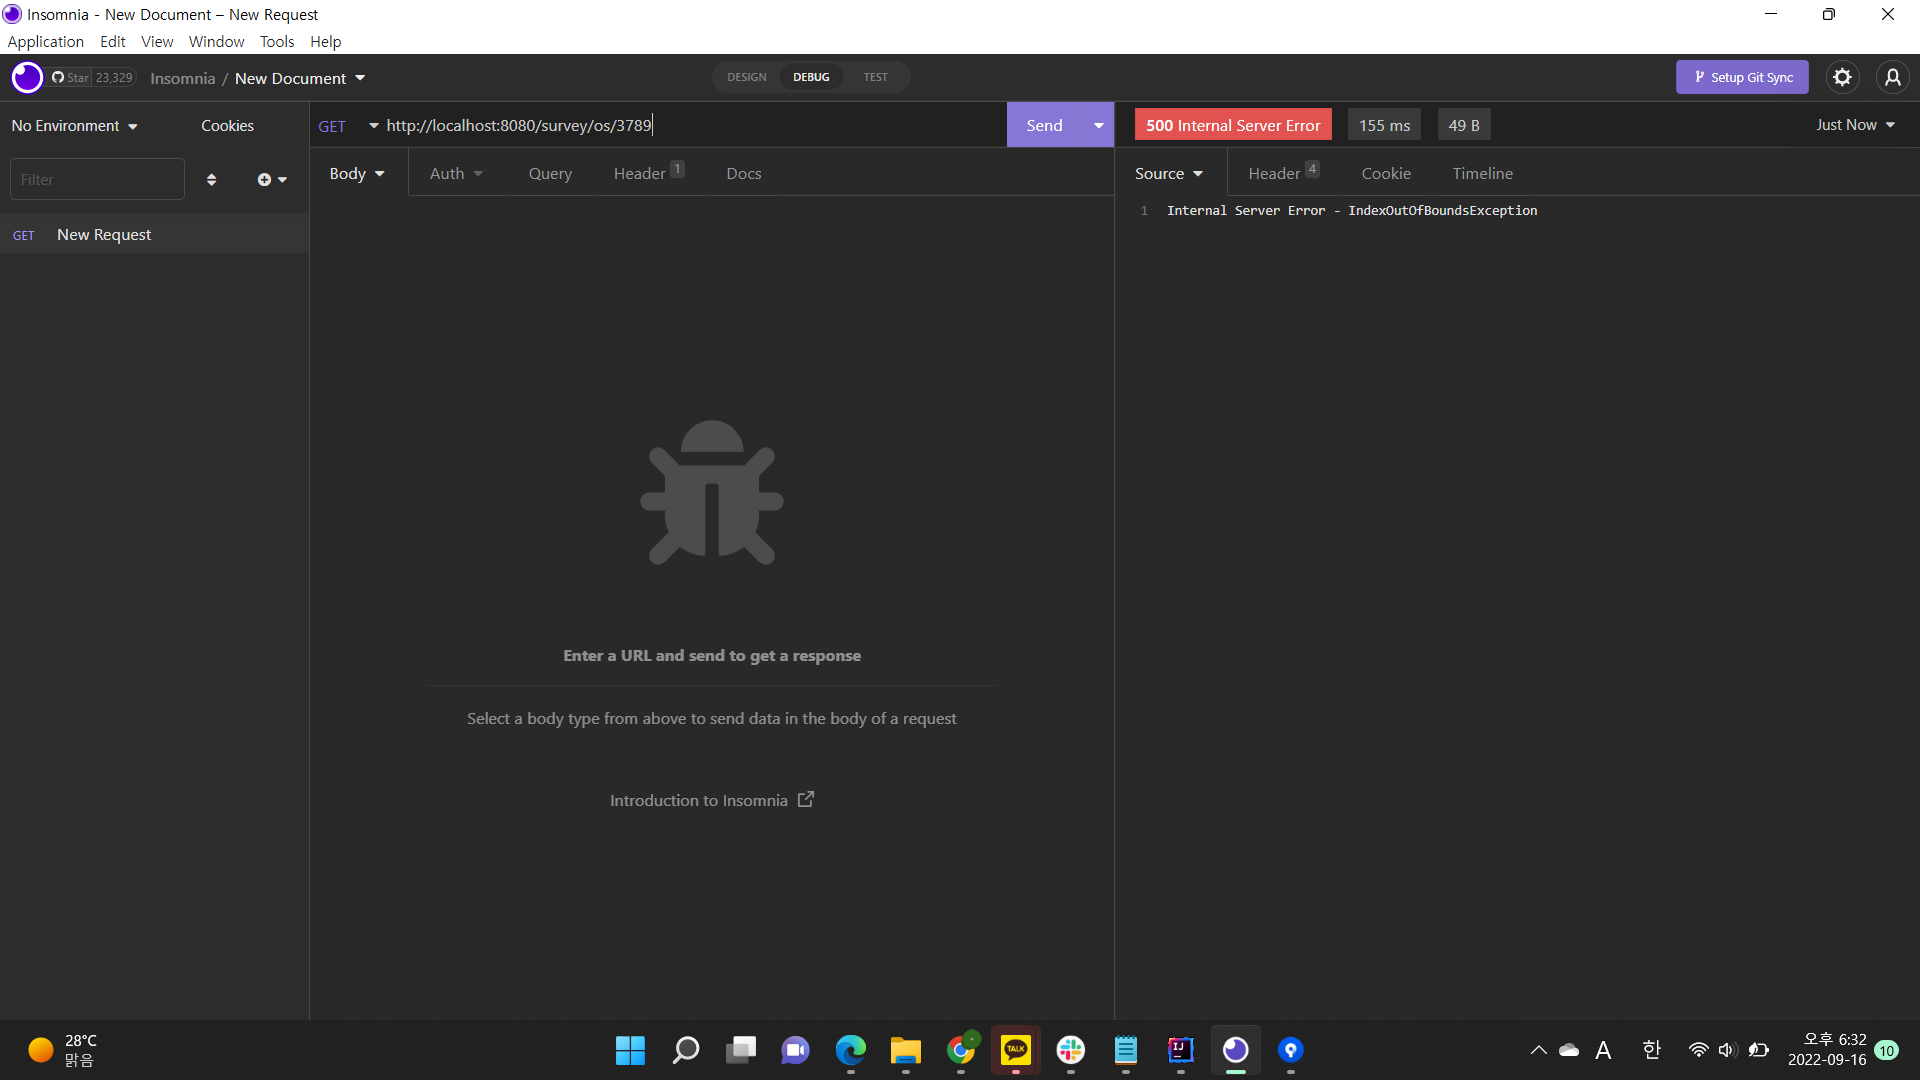 Insomnia - New Document – New Request
Application Edit View Window Tools Help
Star 23,329 Insomnia / New Document DESIGN DEBUG TEST Setup Git Sync
No Environment Cookies GET http://localhost:8080/survey/os/3789 Send 500 Internal Server Error 155 ms 49 B Just Now
Filter Body Auth Query Header 1 Docs Source Header 4 Cookie Timeline
1 Internal Server Error - IndexOutOfBoundsException
GET New Request
Enter a URL and send to get a response
Select a body type from above to send data in the body of a request
Introduction to Insomnia
28°C
맑음
TALK
IJ
A 한
오후 6:32
2022-09-16
10